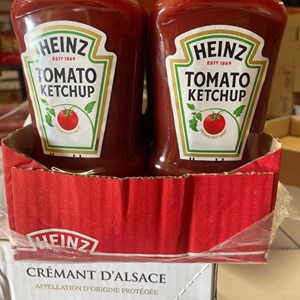 HEINZ
ESTD 1869
TOMATO
KETCHUP
HEINZ
ESTD 1869
TOMATO
KETCHUP
HEINZ
CRÉMANT D'ALSACE
APPELLATION D'ORIGINE PROTÉGÉE